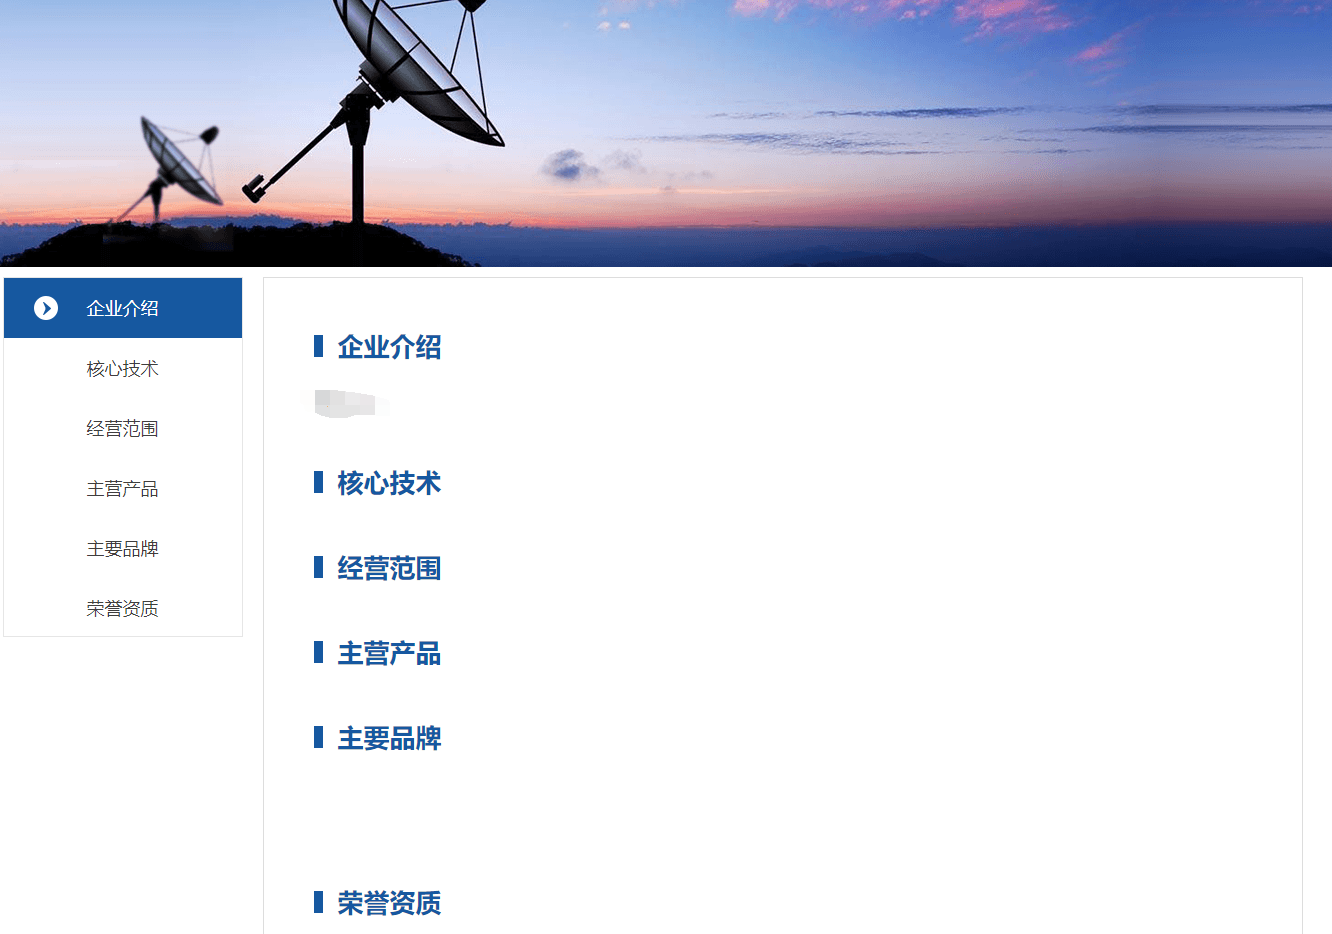 企业介绍
核心技术
经营范围
主营产品
主要品牌
荣誉资质
企业介绍
核心技术
经营范围
主营产品
主要品牌
荣誉资质